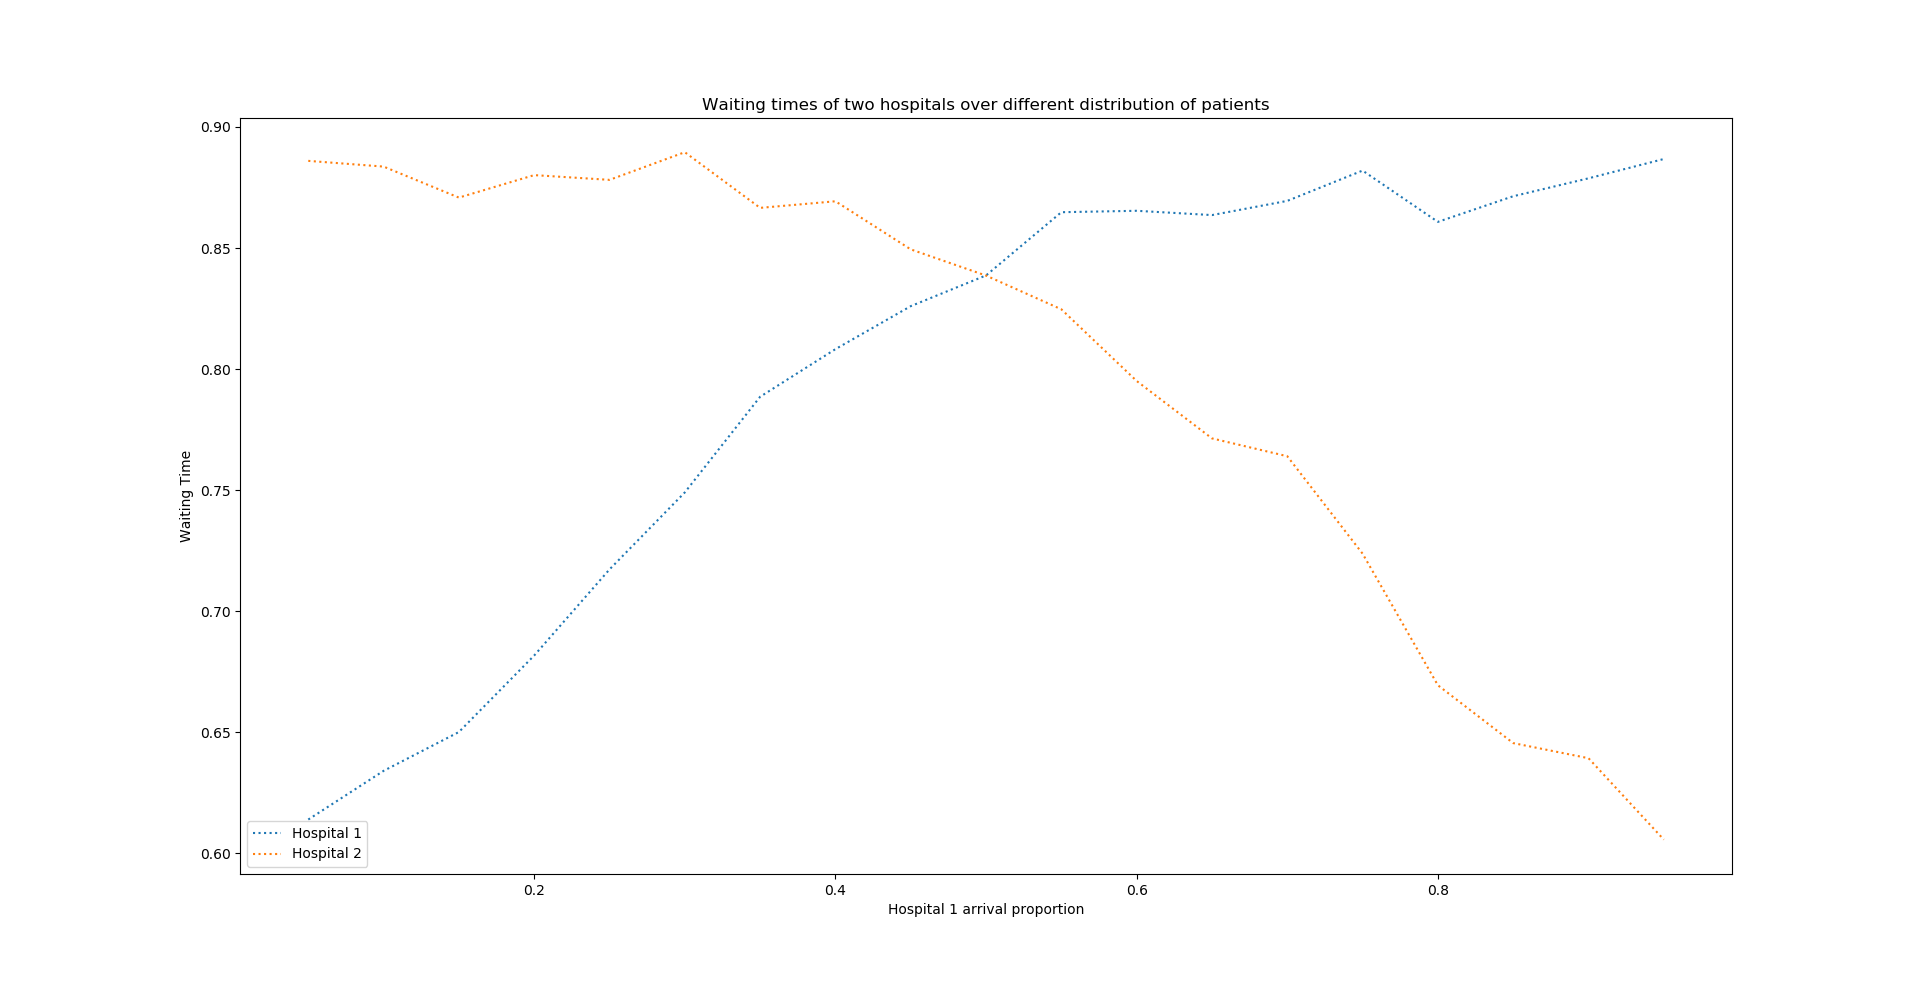 Waiting times of two hospitals over different distribution of patients
0.90
0.85
0.80
0.75
0.70
0.65
0.60
Waiting Time
Hospital 1
Hospital 2
0.2 0.4 0.6 0.8
Hospital 1 arrival proportion